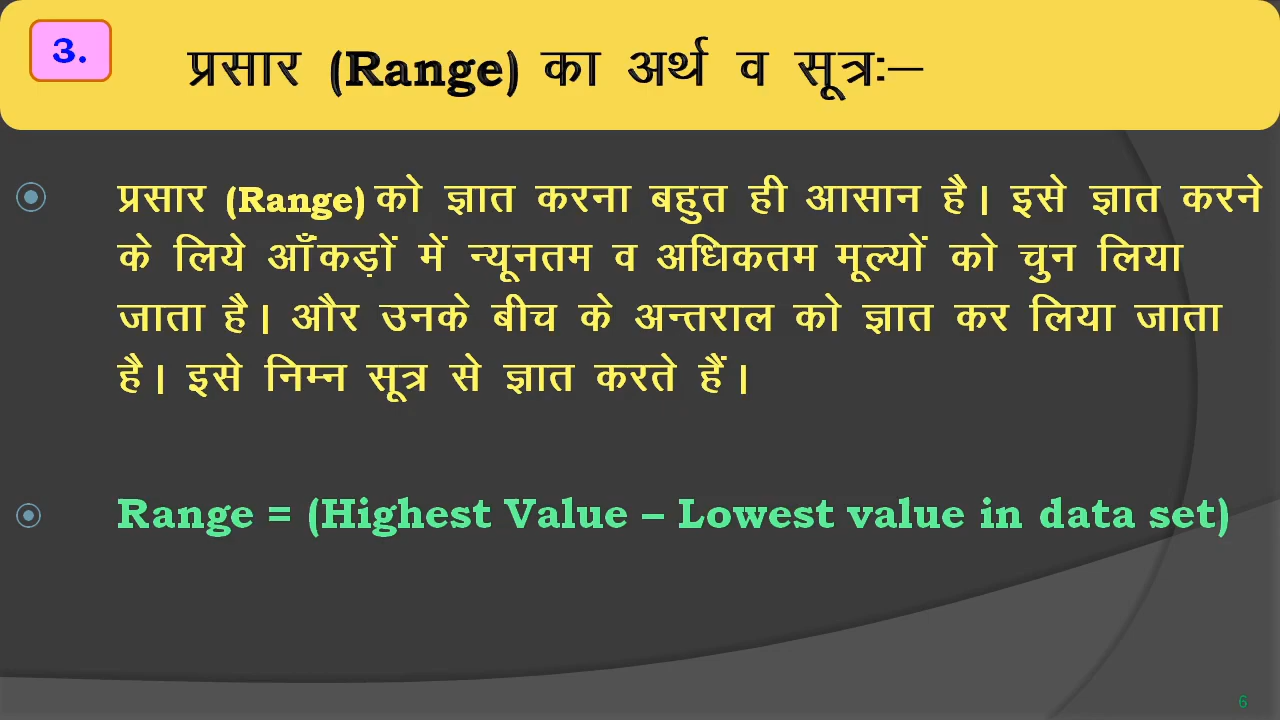 3.
प्रसार (Range) का अर्थ व सूत्र:–
प्रसार (Range) को ज्ञात करना बहुत ही आसान है। इसे ज्ञात करने
के लिये आँकड़ों में न्यूनतम व अधिकतम मूल्यों को चुन लिया
जाता है। और उनके बीच के अन्तराल को ज्ञात कर लिया जाता
है। इसे निम्न सूत्र से ज्ञात करते हैं।
Range = (Highest Value – Lowest value in data set)
6